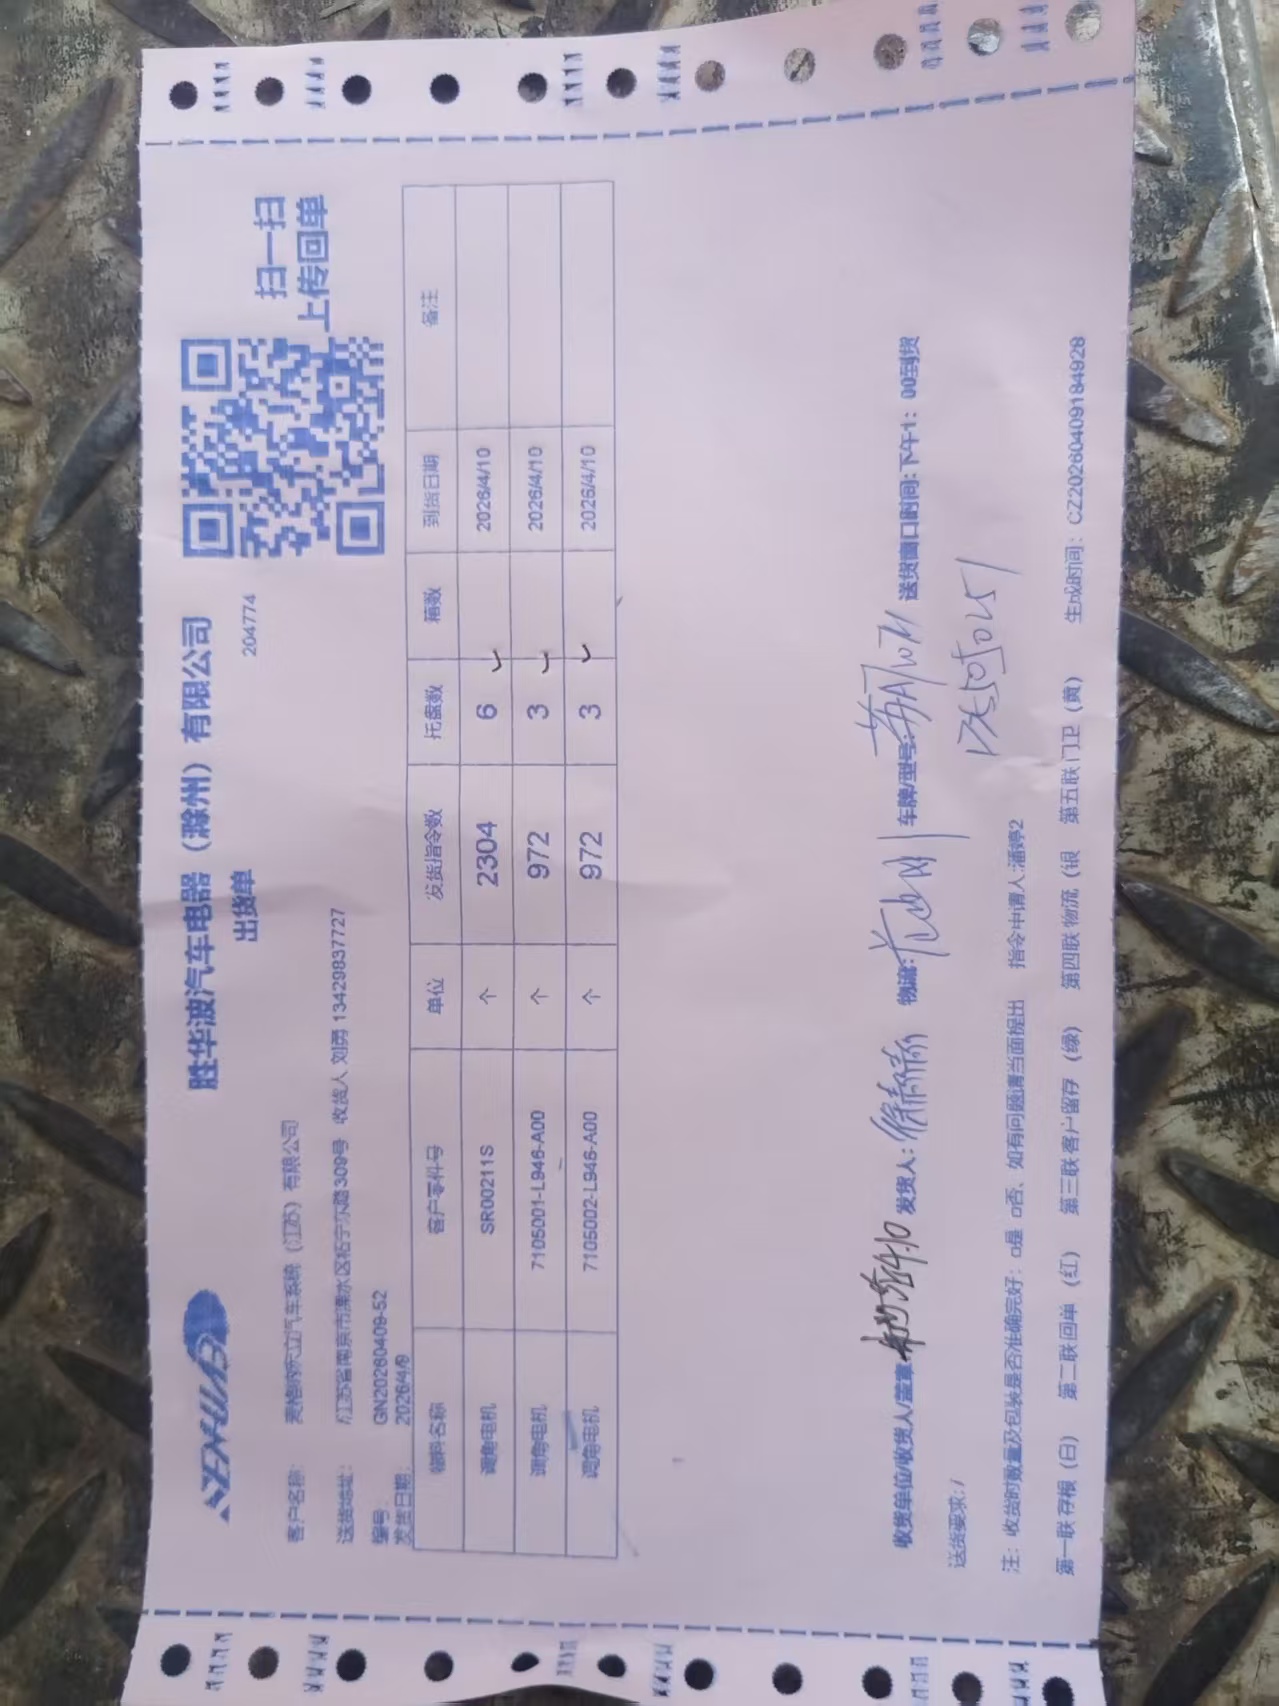 SENHUABO
胜华波汽车电器（滁州）有限公司
出货单
204774
扫一扫
上传回单
客户名称：
汽车系统（江苏）有限公司
送货地址： 江苏省南京市溧水区柘宁东路309号 收货人 刘勇 13429837727
编号： GN20260409-52
发货日期： 2026/4/9
物料名称 客户零件号 单位 发货指令数 托盘数 箱数 到货日期 备注
调角电机 SR00211S 个 2304 6 2026/4/10
调角电机 7105001-L946-A00 个 972 3 2026/4/10
调角电机 7105002-L946-A00 个 972 3 2026/4/10
收货单位/收货人/盖章: 4.10 发货人： 物流： 车牌/型号: 送货窗口时间:下午1：00到货
送货要求:/
注：收货时数量及包装是否准确完好：□是 □否、如有问题请当面提出 指令申请人:潘婷2
第一联 存根（白） 第二联 回单（红） 第三联 客户留存（绿） 第四联 物流（银 第五联 门卫（黄） 生成时间：CZ20260409184928